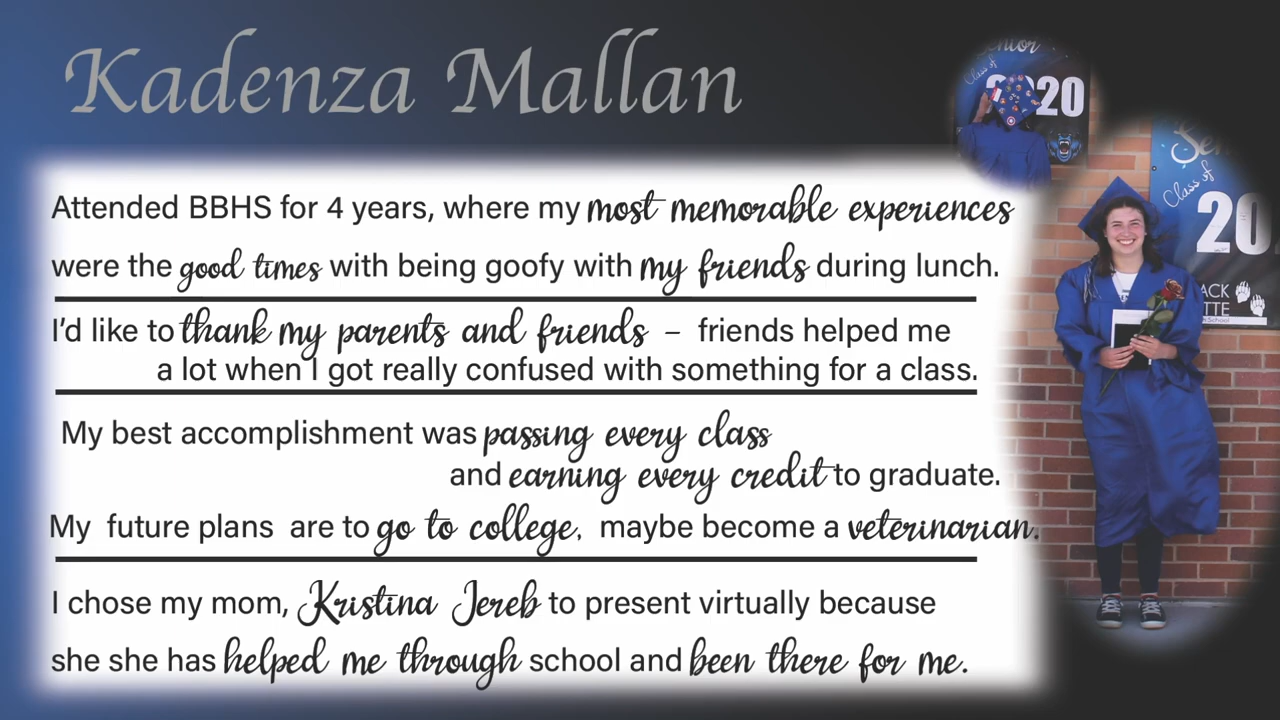 Kadenza Mallan
Senior
Class of
2020
Attended BBHS for 4 years, where my most memorable experiences
were the good times with being goofy with my friends during lunch.
I'd like to thank my parents and friends – friends helped me
a lot when I got really confused with something for a class.
My best accomplishment was passing every class
and earning every credit to graduate.
My future plans are to go to college, maybe become a veterinarian.
I chose my mom, Kristina Jereb to present virtually because
she she has helped me through school and been there for me.
Class of
20